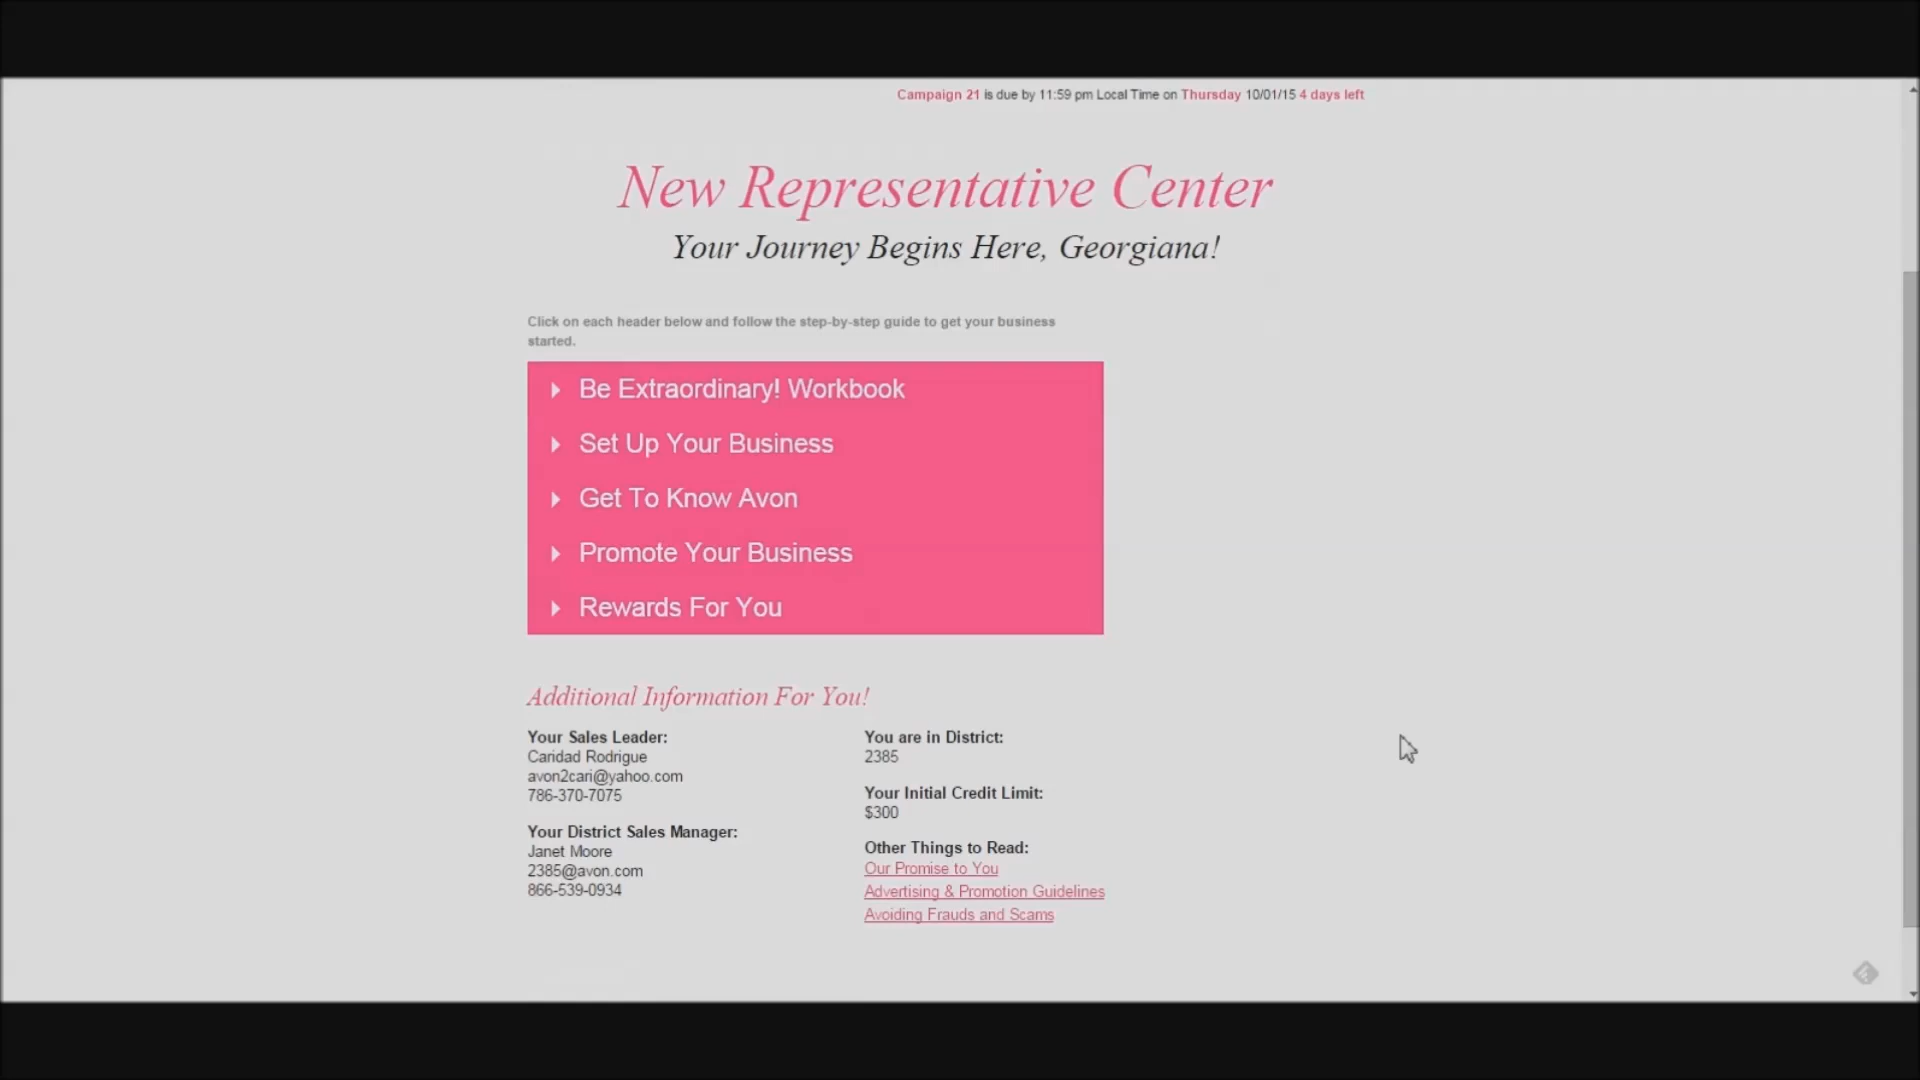 Campaign 21 is due by 11:59 pm Local Time on Thursday 10/01/15 4 days left
New Representative Center
Your Journey Begins Here, Georgiana!
Click on each header below and follow the step-by-step guide to get your business
started.
Be Extraordinary! Workbook
Set Up Your Business
Get To Know Avon
Promote Your Business
Rewards For You
Additional Information For You!
Your Sales Leader:
Caridad Rodrigue
avon2cari@yahoo.com
786-370-7075
Your District Sales Manager:
Janet Moore
2385@avon.com
866-539-0934
You are in District:
2385
Your Initial Credit Limit:
$300
Other Things to Read:
Our Promise to You
Advertising & Promotion Guidelines
Avoiding Frauds and Scams